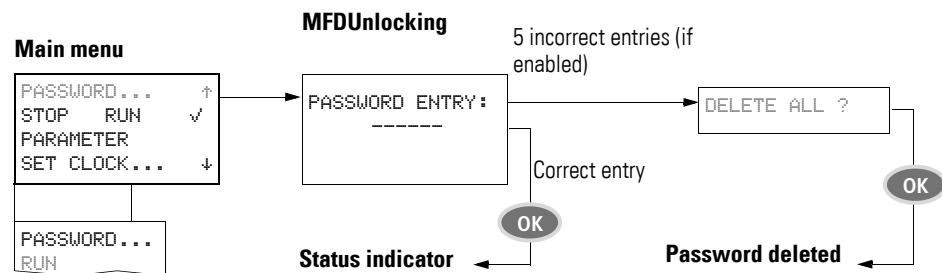 MFDUnlocking
Main menu
5 incorrect entries (if
enabled)
PASSWORD... ↑
STOP RUN √
PARAMETER
SET CLOCK... ↓
PASSWORD ENTRY:
------
DELETE ALL ?
Correct entry
OK
OK
PASSWORD...
RUN
Status indicator
Password deleted